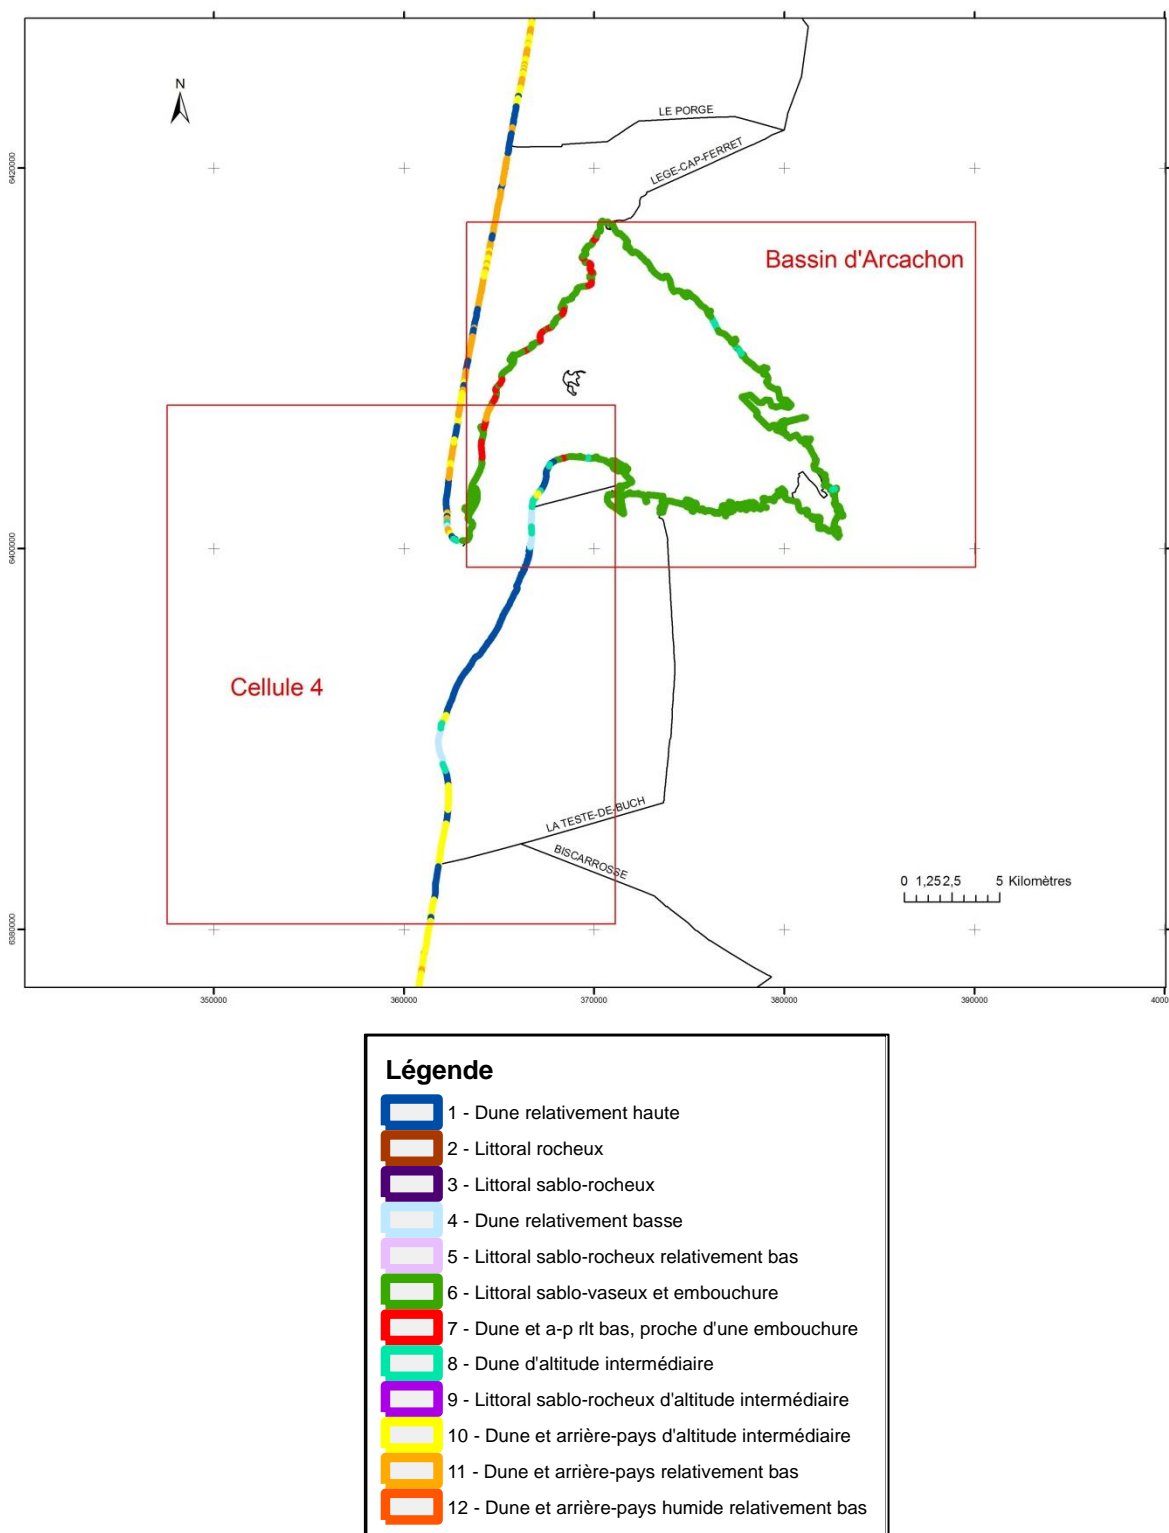 N
LE PORGE
LEGE-CAP-FERRET
6420000
Bassin d'Arcachon
6400000
Cellule 4
LA TESTE-DE-BUCH
BISCARROSSE
0 1,25 2,5 5 Kilomètres
6380000
350000 360000 370000 380000 390000 4000
Légende
1 - Dune relativement haute
2 - Littoral rocheux
3 - Littoral sablo-rocheux
4 - Dune relativement basse
5 - Littoral sablo-rocheux relativement bas
6 - Littoral sablo-vaseux et embouchure
7 - Dune et a-p rlt bas, proche d'une embouchure
8 - Dune d'altitude intermédiaire
9 - Littoral sablo-rocheux d'altitude intermédiaire
10 - Dune et arrière-pays d'altitude intermédiaire
11 - Dune et arrière-pays relativement bas
12 - Dune et arrière-pays humide relativement bas